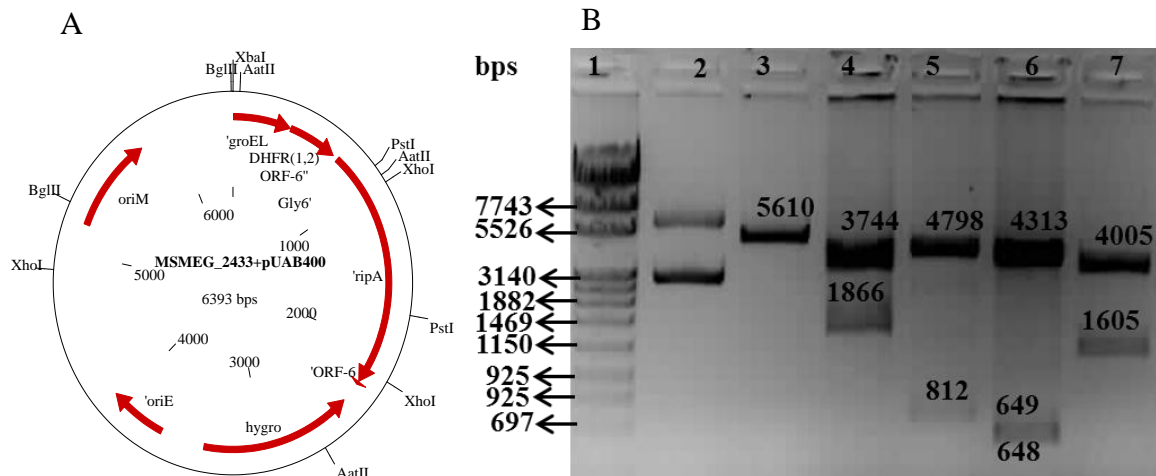 A
XbaI
BglII
AatII
'groEL
DHFR(1,2)
ORF-6"
Gly6'
PstI
AatII
XhoI
BglII
oriM
6000
1000
XhoI
5000
MSMEG_2433+pUAB400
'ripA
6393 bps
2000
PstI
4000
3000
'ORF-6
XhoI
'oriE
hygro
AatII
B
bps
1 2 3 4 5 6 7
7743
5526
3140
1882
1469
1150
925
925
697
5610
3744
4798
4313
4005
1866
1605
812
649
648